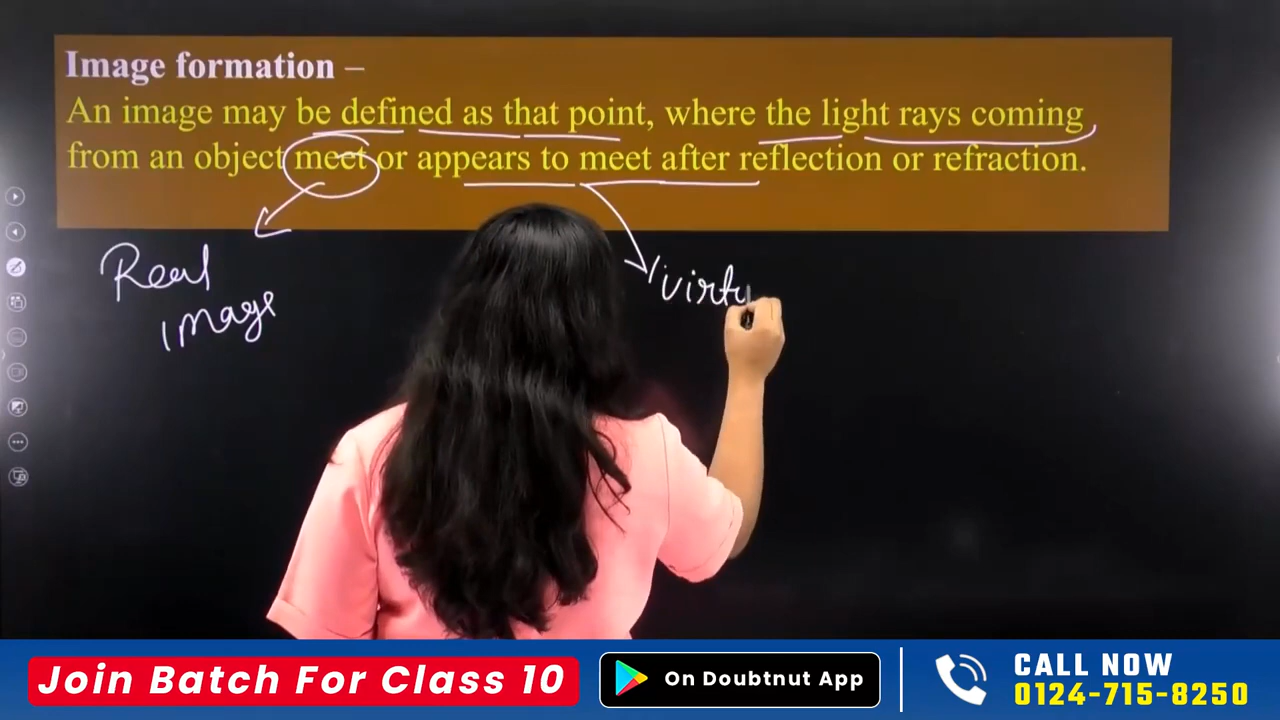 Image formation –
An image may be defined as that point, where the light rays coming
from an object meet or appears to meet after reflection or refraction.
Real
image
virtu
Join Batch For Class 10
On Doubtnut App
CALL NOW
0124-715-8250